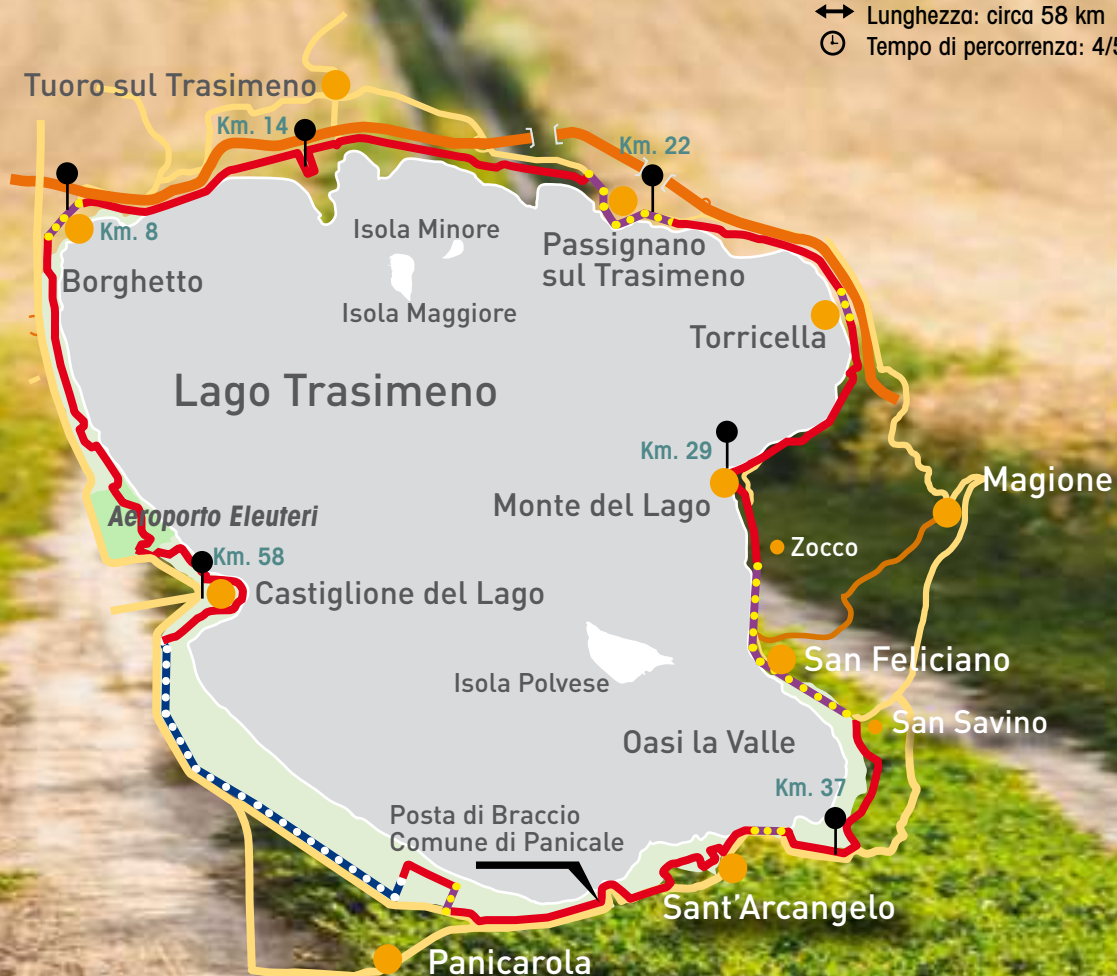 Lunghezza: circa 58 km
Tempo di percorrenza: 4/5
Tuoro sul Trasimeno
Km. 14
Km. 22
Km. 8
Isola Minore
Passignano
sul Trasimeno
Borghetto
Isola Maggiore
Torricella
Lago Trasimeno
Km. 29
Magione
Monte del Lago
Aeroporto Eleuteri
Zocco
Km. 58
Castiglione del Lago
San Feliciano
Isola Polvese
San Savino
Oasi la Valle
Km. 37
Posta di Braccio
Comune di Panicale
Sant'Arcangelo
Panicarola